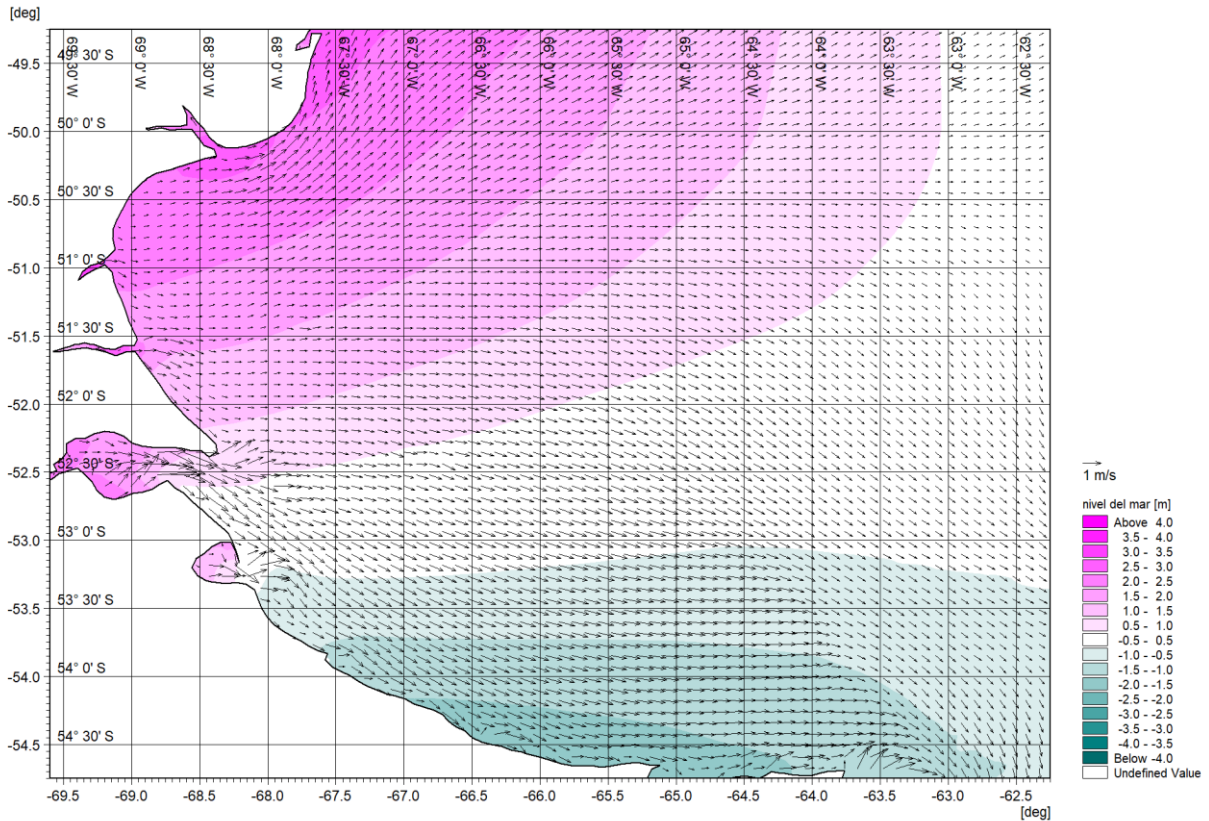 [deg]
69° 30' W
69° 0' W
68° 30' W
68° 0' W
67° 30' W
67° 0' W
66° 30' W
66° 0' W
65° 30' W
65° 0' W
64° 30' W
64° 0' W
63° 30' W
63° 0' W
62° 30' W
49° 30' S
50° 0' S
50° 30' S
51° 0' S
51° 30' S
52° 0' S
52° 30' S
53° 0' S
53° 30' S
54° 0' S
54° 30' S
-49.5
-50.0
-50.5
-51.0
-51.5
-52.0
-52.5
-53.0
-53.5
-54.0
-54.5
-69.5
-69.0
-68.5
-68.0
-67.5
-67.0
-66.5
-66.0
-65.5
-65.0
-64.5
-64.0
-63.5
-63.0
-62.5
[deg]
1 m/s
nivel del mar [m]
Above 4.0
3.5 - 4.0
3.0 - 3.5
2.5 - 3.0
2.0 - 2.5
1.5 - 2.0
1.0 - 1.5
0.5 - 1.0
-0.5 - 0.5
-1.0 - -0.5
-1.5 - -1.0
-2.0 - -1.5
-2.5 - -2.0
-3.0 - -2.5
-3.5 - -3.0
-4.0 - -3.5
Below -4.0
Undefined Value